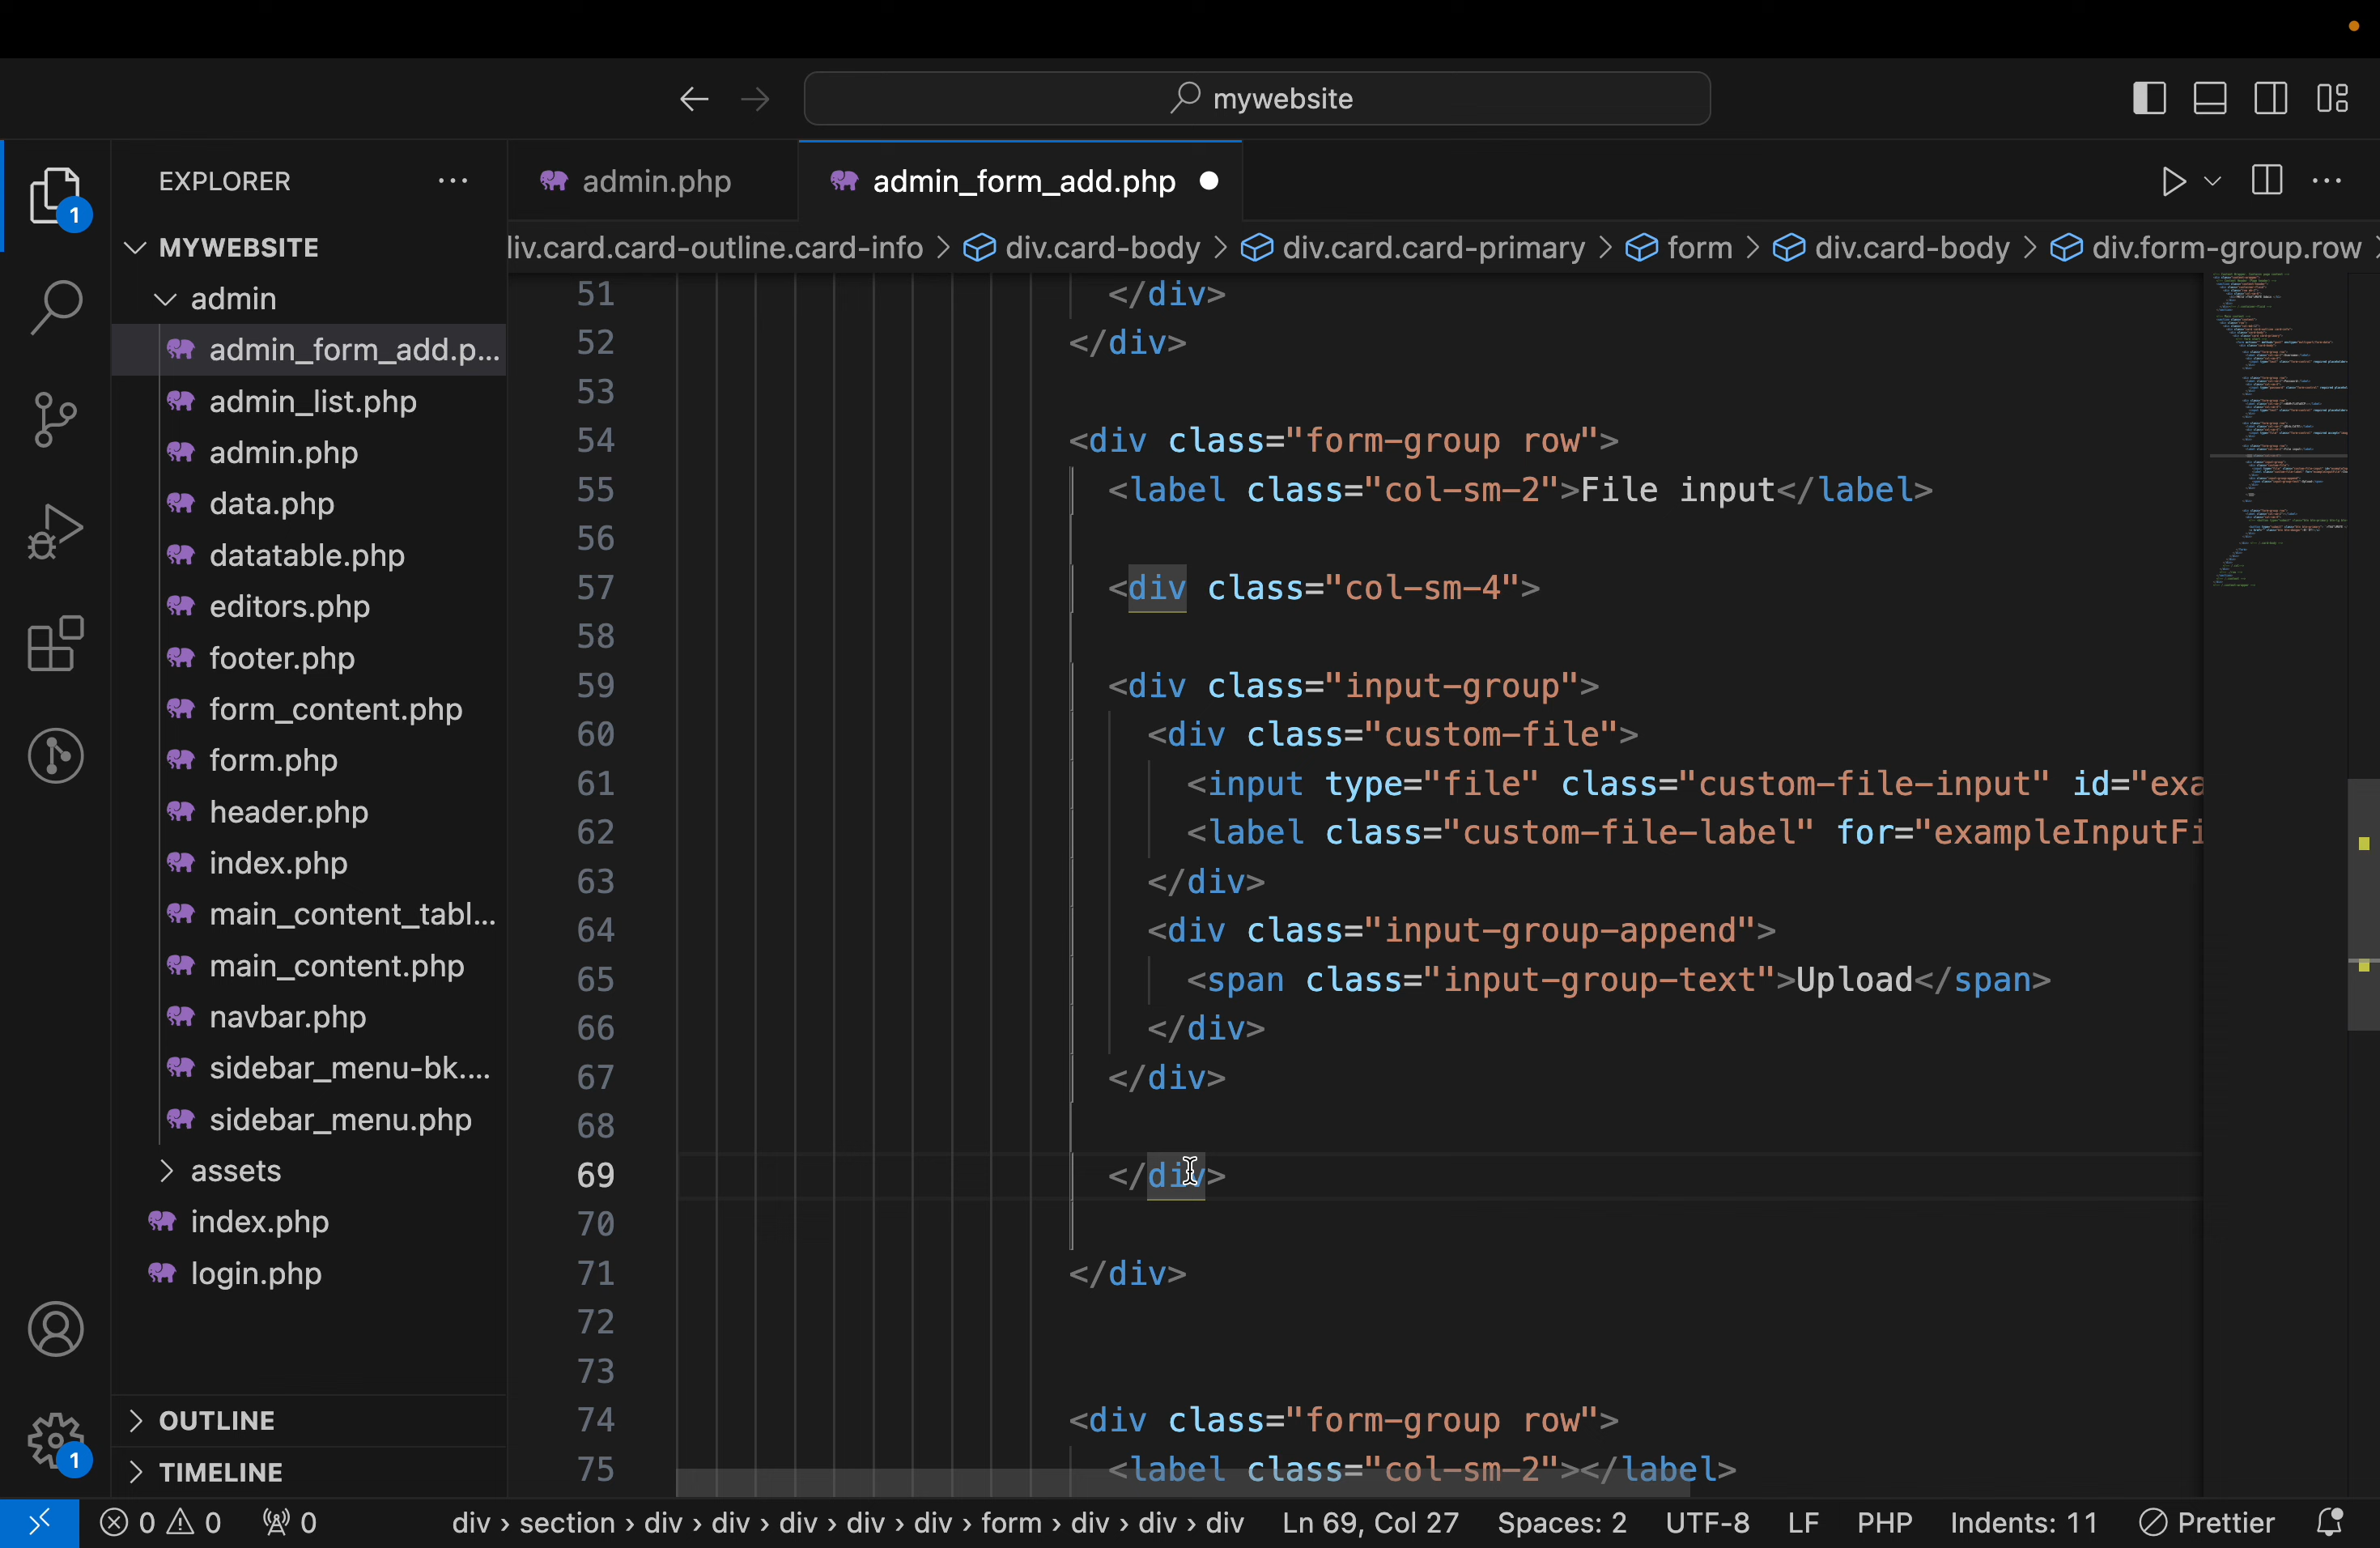 mywebsite
EXPLORER
admin.php
admin_form_add.php
1
MYWEBSITE
iv.card.card-outline.card-info > div.card-body > div.card.card-primary > form > div.card-body > div.form-group.row
admin
admin_form_add.p...
admin_list.php
admin.php
data.php
datatable.php
editors.php
footer.php
form_content.php
form.php
header.php
index.php
main_content_tabl...
main_content.php
navbar.php
sidebar_menu-bk....
sidebar_menu.php
assets
index.php
login.php
OUTLINE
1
TIMELINE
51 </div>
52 </div>
53
54 <div class="form-group row">
55 <label class="col-sm-2">File input</label>
56
57 <div class="col-sm-4">
58
59 <div class="input-group">
60 <div class="custom-file">
61 <input type="file" class="custom-file-input" id="exa
62 <label class="custom-file-label" for="exampleInputFi
63 </div>
64 <div class="input-group-append">
65 <span class="input-group-text">Upload</span>
66 </div>
67 </div>
68
69 </div>
70
71 </div>
72
73
74 <div class="form-group row">
75 <label class="col-sm-2"></label>
0 0 0 div > section > div > div > div > div > div > form > div > div > div Ln 69, Col 27 Spaces: 2 UTF-8 LF PHP Indents: 11 Prettier